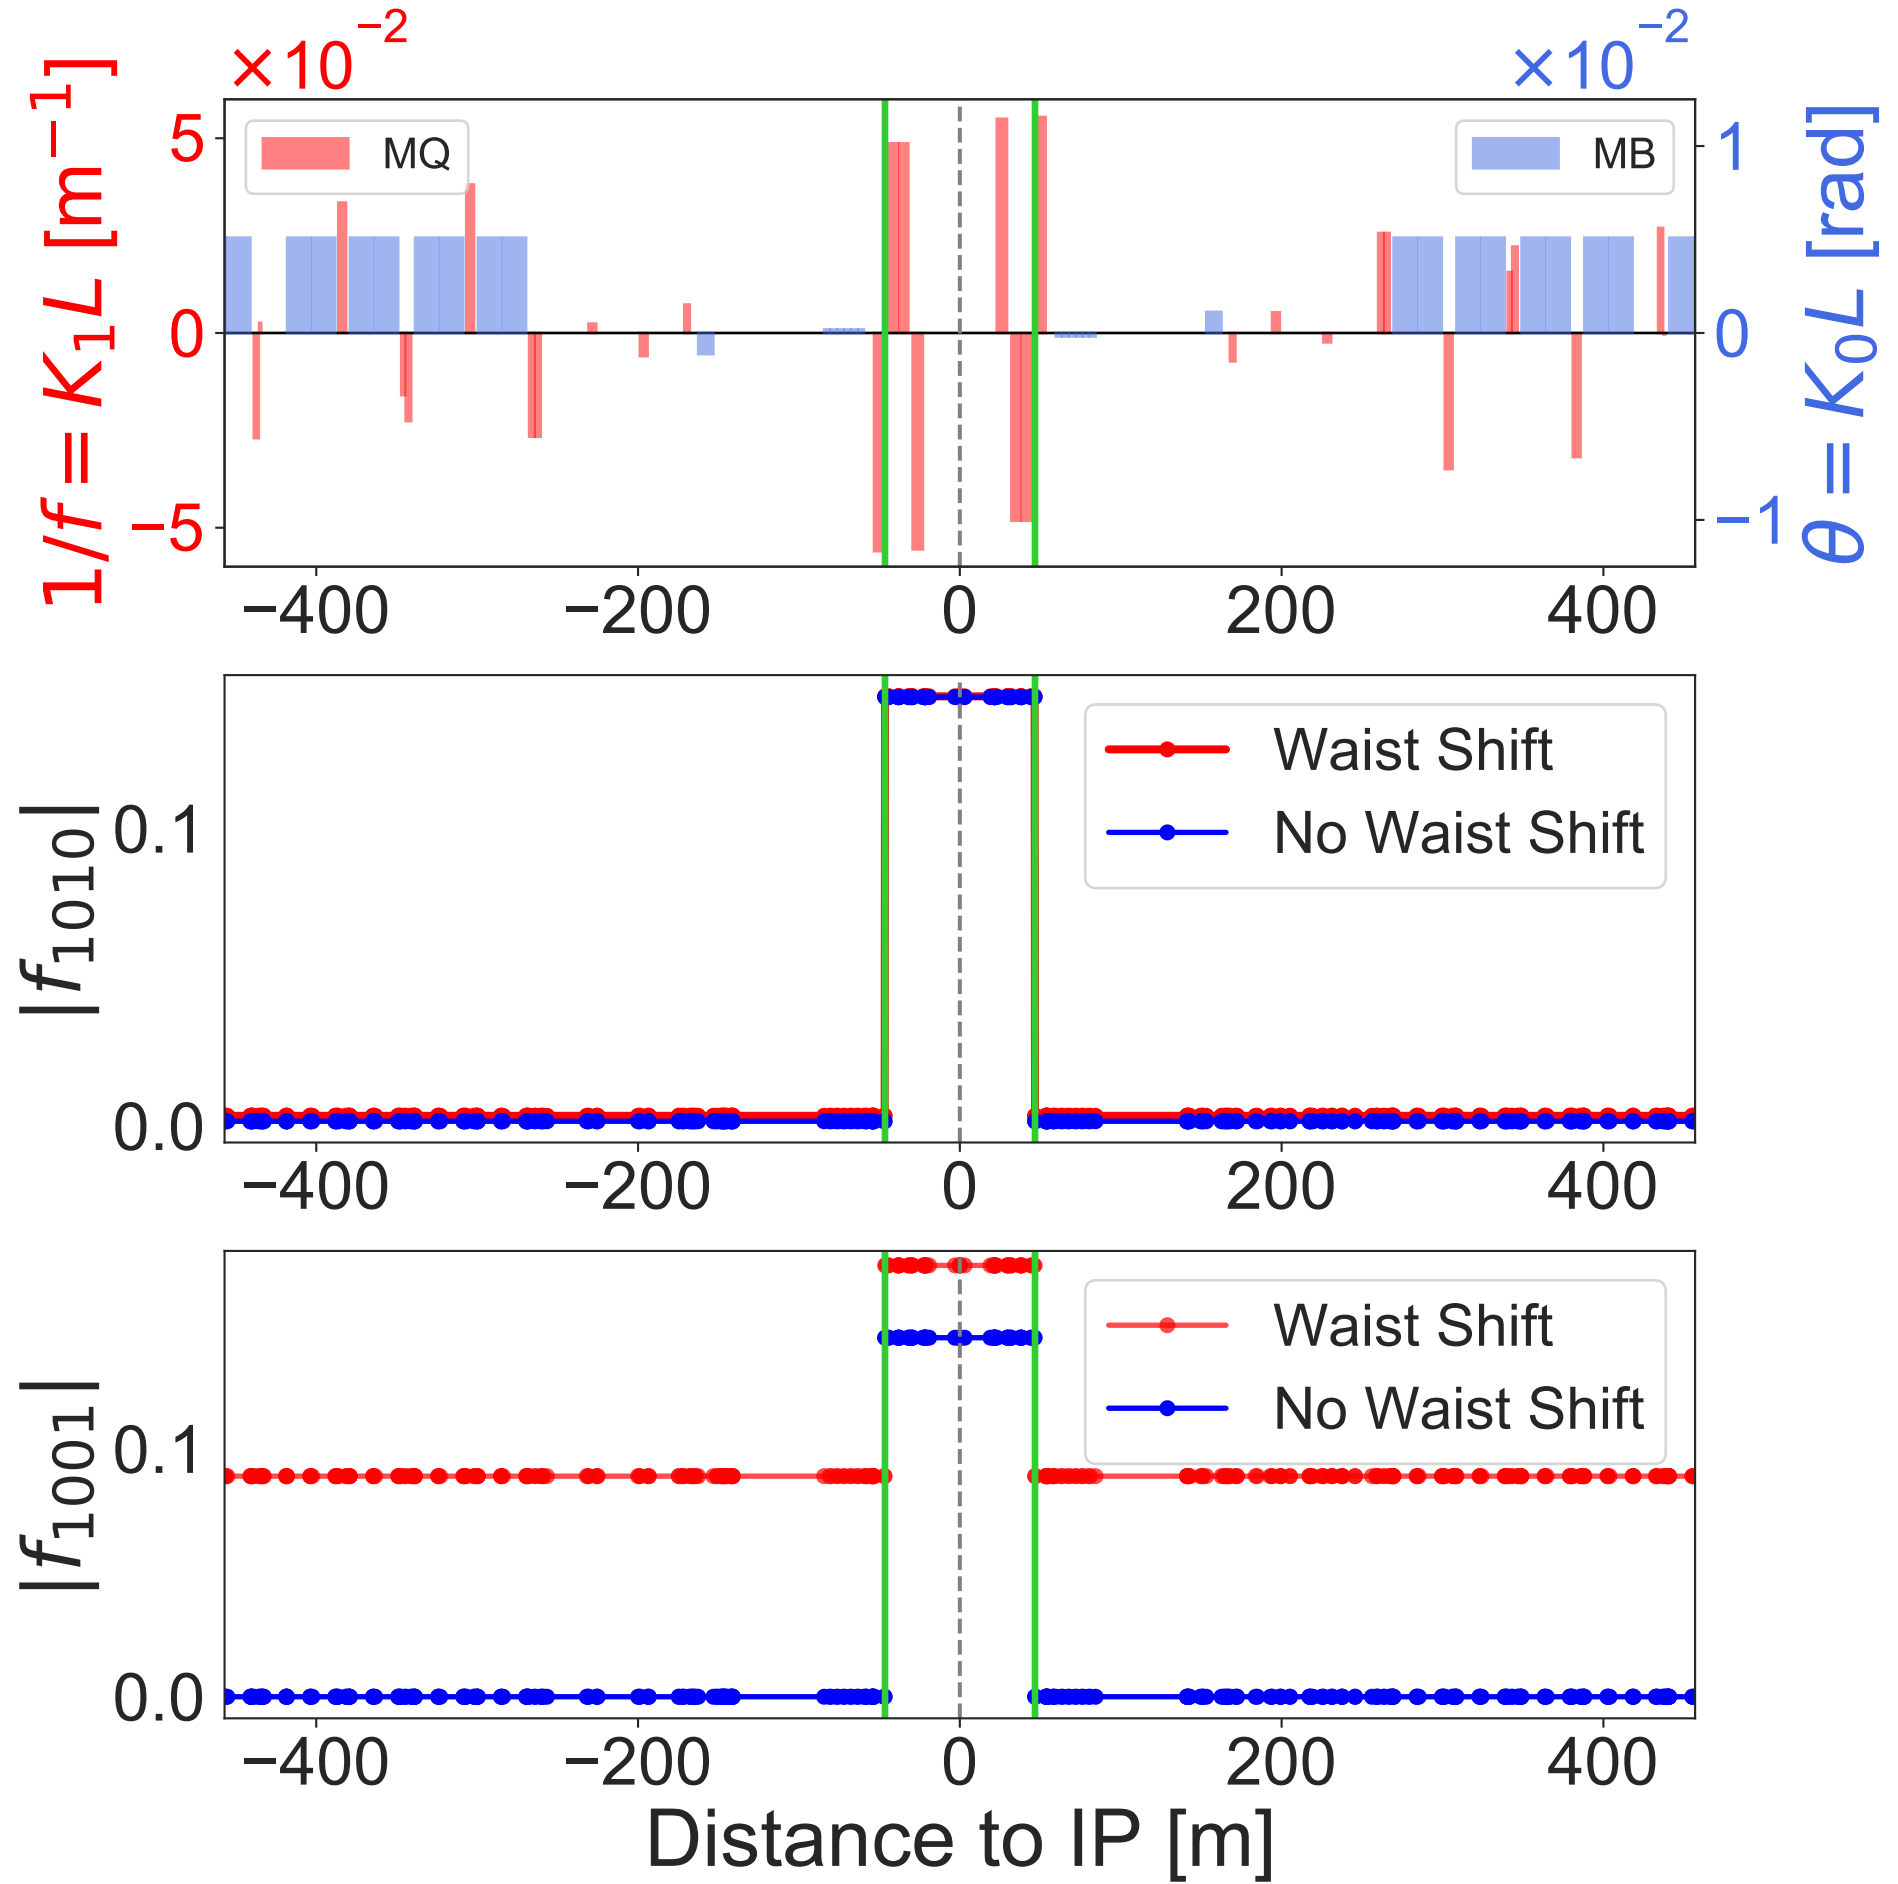 ×10⁻² ×10⁻²
1/f = K₁L [m⁻¹]
5
0
−5
MQ
MB
1
0
−1
θ = K₀L [rad]
−400 −200 0 200 400
|f₁₀₁₀|
0.1
0.0
Waist Shift
No Waist Shift
−400 −200 0 200 400
|f₁₀₀₁|
0.1
0.0
Waist Shift
No Waist Shift
−400 −200 0 200 400
Distance to IP [m]